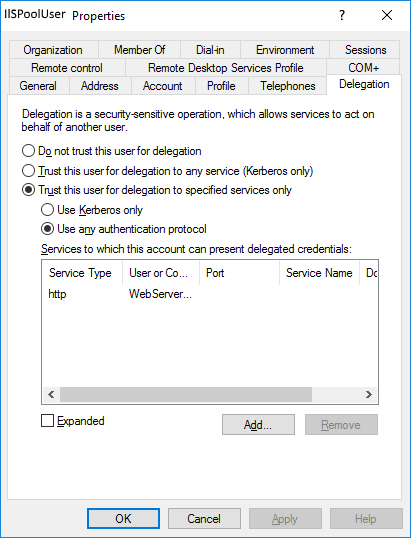 IISPoolUser Properties ?
Organization Member Of Dial-in Environment Sessions
Remote control Remote Desktop Services Profile COM+
General Address Account Profile Telephones Delegation
Delegation is a security-sensitive operation, which allows services to act on
behalf of another user.
Do not trust this user for delegation
Trust this user for delegation to any service (Kerberos only)
Trust this user for delegation to specified services only
Use Kerberos only
Use any authentication protocol
Services to which this account can present delegated credentials:
Service Type User or Co... Port Service Name Do
http WebServer...
Expanded Add... Remove
OK Cancel Apply Help